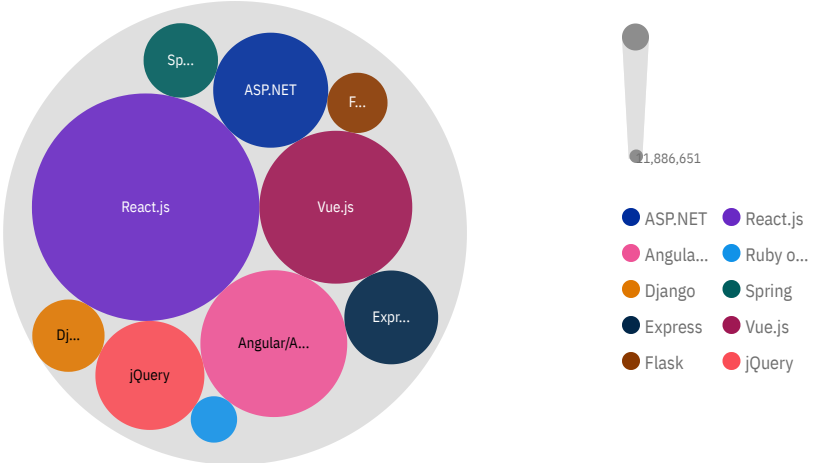 Sp...
ASP.NET
F...
React.js
Vue.js
Dj...
Expr...
Angular/A...
jQuery
11,886,651
ASP.NET
React.js
Angula...
Ruby o...
Django
Spring
Express
Vue.js
Flask
jQuery